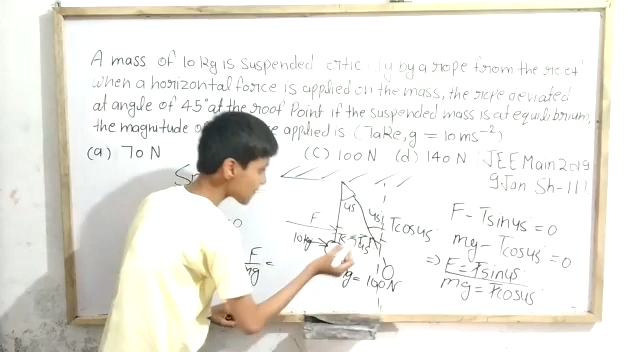 A mass of 10 kg is suspended by a rope from the
when a horizontal force is applied on the mass, the rope deviated
at angle of 45° at the roof Point if the suspended mass is at equilibrium,
the magnitude applied is (Take, g = 10 ms⁻²)
(a) 70 N (C) 100 N (d) 140 N
JEE Main 2019
9 Jan Sh-II
F
45
45
Tcos45
10kg
F/mg =
g = 100N
F - Tsin45 = 0
mg - Tcos45 = 0
⇒ F = Tsin45
mg = Tcos45